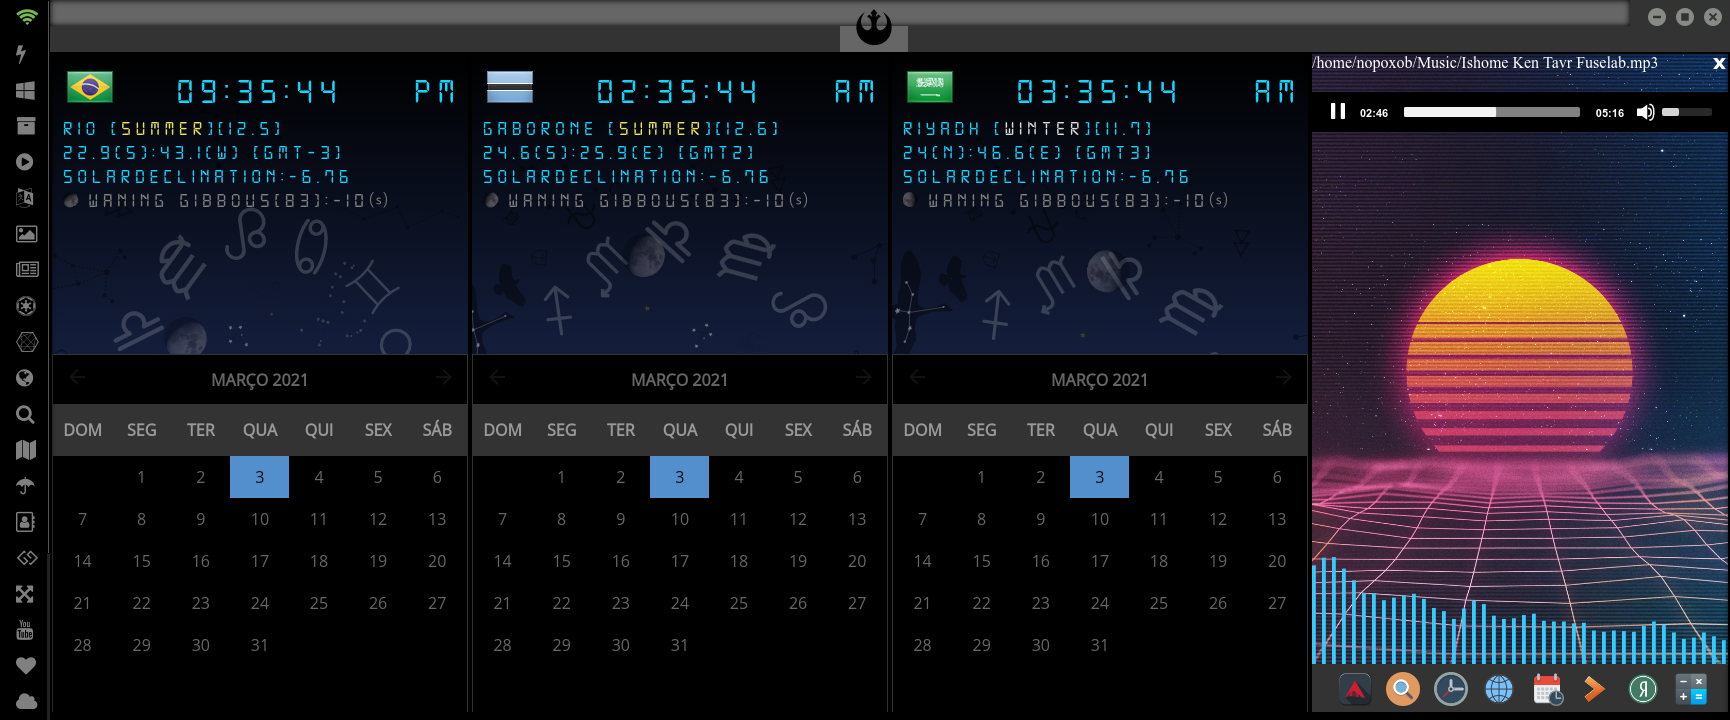 09:35:44 PM
RIO [SUMMER][12.5]
22.9(S):43.1(W) [GMT-3]
SOLARDECLINATION:-6.76
WANING GIBBOUS[83]:-10(s)
MARÇO 2021
DOM SEG TER QUA QUI SEX SÁB
1 2 3 4 5 6
7 8 9 10 11 12 13
14 15 16 17 18 19 20
21 22 23 24 25 26 27
28 29 30 31
02:35:44 AM
GABORONE [SUMMER][12.6]
24.6(S):25.9(E) [GMT2]
SOLARDECLINATION:-6.76
WANING GIBBOUS[83]:-10(s)
MARÇO 2021
DOM SEG TER QUA QUI SEX SÁB
1 2 3 4 5 6
7 8 9 10 11 12 13
14 15 16 17 18 19 20
21 22 23 24 25 26 27
28 29 30 31
03:35:44 AM
RIYADH [WINTER][11.7]
24(N):46.6(E) [GMT3]
SOLARDECLINATION:-6.76
WANING GIBBOUS[83]:-10(s)
MARÇO 2021
DOM SEG TER QUA QUI SEX SÁB
1 2 3 4 5 6
7 8 9 10 11 12 13
14 15 16 17 18 19 20
21 22 23 24 25 26 27
28 29 30 31
/home/nopoxob/Music/Ishome Ken Tavr Fuselab.mp3 x
02:46 05:16
You
Tube
Я